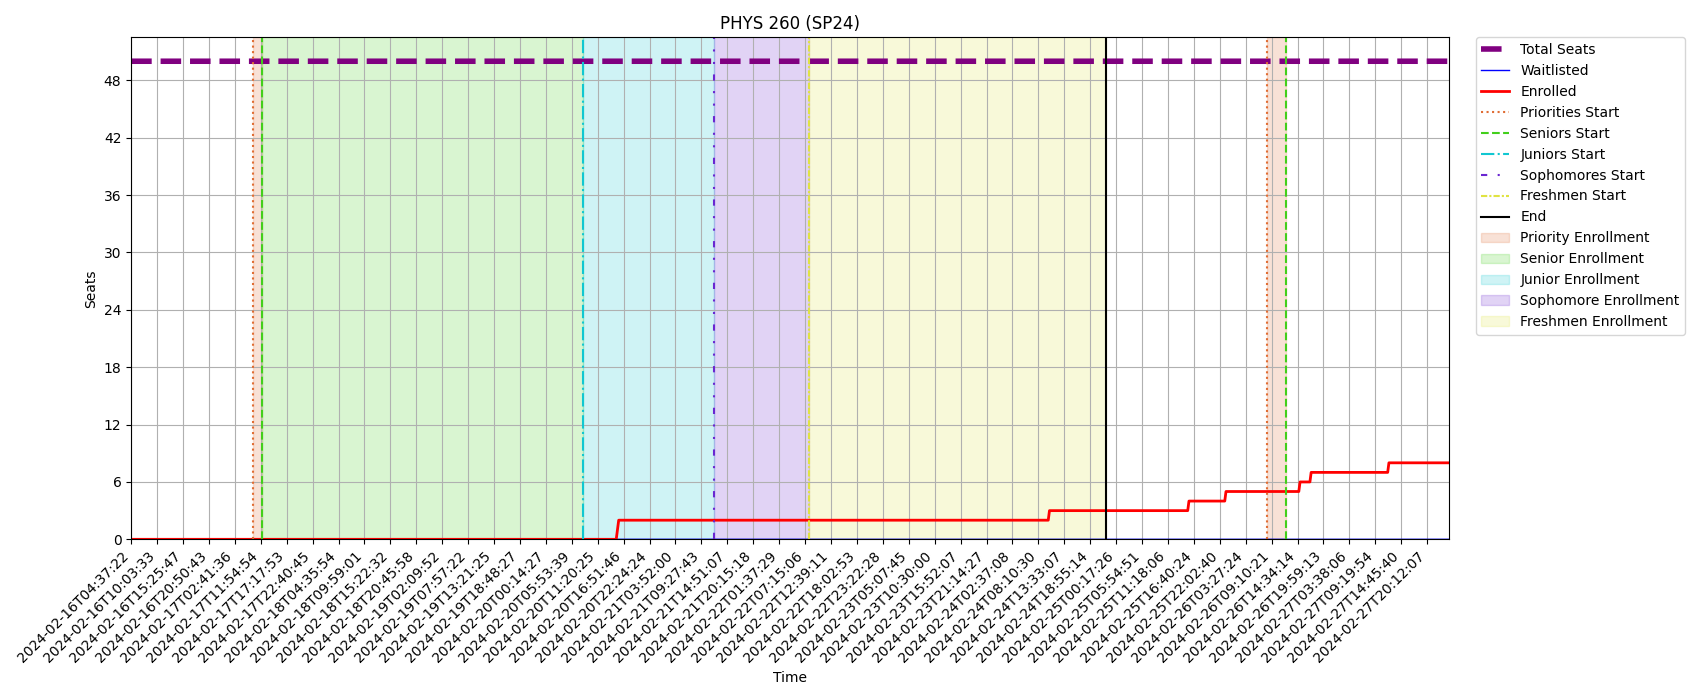 PHYS 260 (SP24)
Seats
48
42
36
30
24
18
12
6
0
2024-02-16T04:37:22
2024-02-16T10:03:33
2024-02-16T15:25:47
2024-02-16T20:50:43
2024-02-17T02:41:36
2024-02-17T11:54:54
2024-02-17T17:17:53
2024-02-17T22:40:45
2024-02-18T04:35:54
2024-02-18T09:59:01
2024-02-18T15:22:32
2024-02-18T20:45:58
2024-02-19T02:09:52
2024-02-19T07:57:22
2024-02-19T13:21:25
2024-02-19T18:48:27
2024-02-20T00:14:27
2024-02-20T05:53:39
2024-02-20T11:20:25
2024-02-20T16:51:46
2024-02-20T22:24:24
2024-02-21T03:52:00
2024-02-21T09:27:43
2024-02-21T14:51:07
2024-02-21T20:15:18
2024-02-22T01:37:29
2024-02-22T07:15:06
2024-02-22T12:39:11
2024-02-22T18:02:53
2024-02-22T23:22:28
2024-02-23T05:07:45
2024-02-23T10:30:00
2024-02-23T15:52:07
2024-02-23T21:14:27
2024-02-24T02:37:08
2024-02-24T08:10:30
2024-02-24T13:33:07
2024-02-24T18:55:14
2024-02-25T00:17:26
2024-02-25T05:54:51
2024-02-25T11:18:06
2024-02-25T16:40:24
2024-02-25T22:02:40
2024-02-26T03:27:24
2024-02-26T09:10:21
2024-02-26T14:34:14
2024-02-26T19:59:13
2024-02-27T03:38:06
2024-02-27T09:19:54
2024-02-27T14:45:40
2024-02-27T20:12:07
Time
Total Seats
Waitlisted
Enrolled
Priorities Start
Seniors Start
Juniors Start
Sophomores Start
Freshmen Start
End
Priority Enrollment
Senior Enrollment
Junior Enrollment
Sophomore Enrollment
Freshmen Enrollment